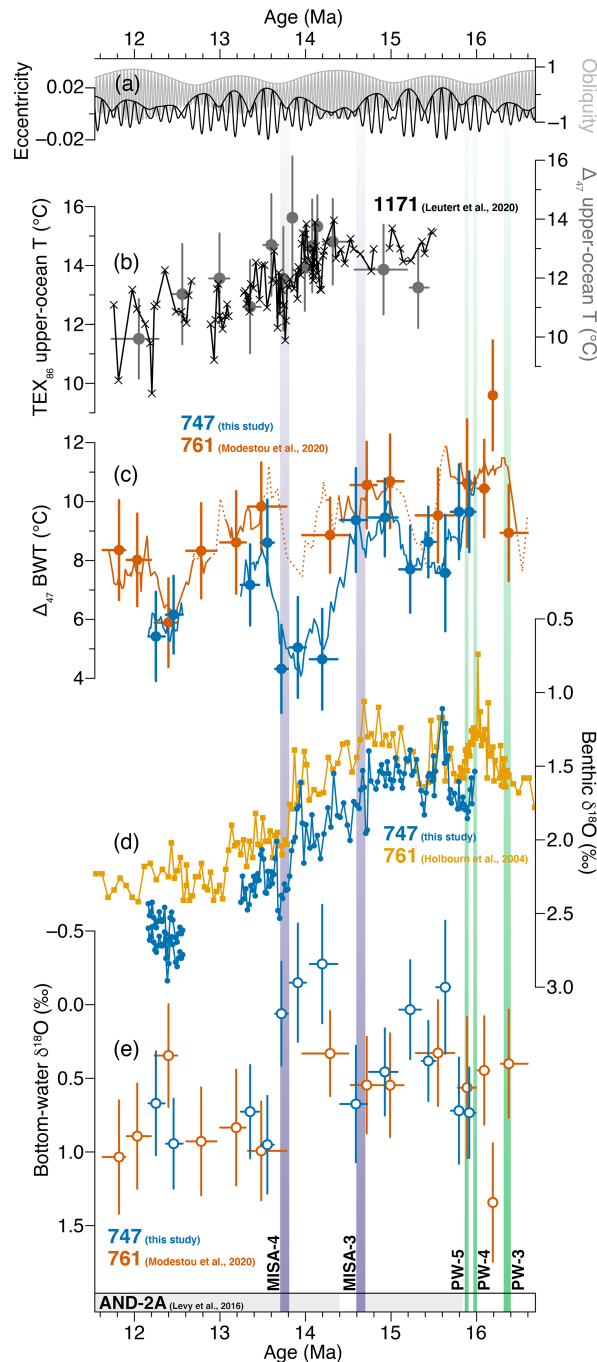 Age (Ma)
12 13 14 15 16
(a)
Eccentricity
0.02
−0.02
1
−1
Obliquity
(b)
TEX86 upper-ocean T (°C)
16
14
12
10
1171 (Leutert et al., 2020)
16
14
12
10
Δ47 upper-ocean T (°C)
747 (this study)
761 (Modestou et al., 2020)
(c)
Δ47 BWT (°C)
12
10
8
6
4
(d)
0.5
1.0
1.5
2.0
2.5
3.0
Benthic δ18O (‰)
747 (this study)
761 (Holbourn et al., 2004)
(e)
Bottom−water δ18O (‰)
−0.5
0.0
0.5
1.0
1.5
747 (this study)
761 (Modestou et al., 2020)
MISA-4
MISA-3
PW-5
PW-4
PW-3
AND-2A (Levy et al., 2016)
12 13 14 15 16
Age (Ma)